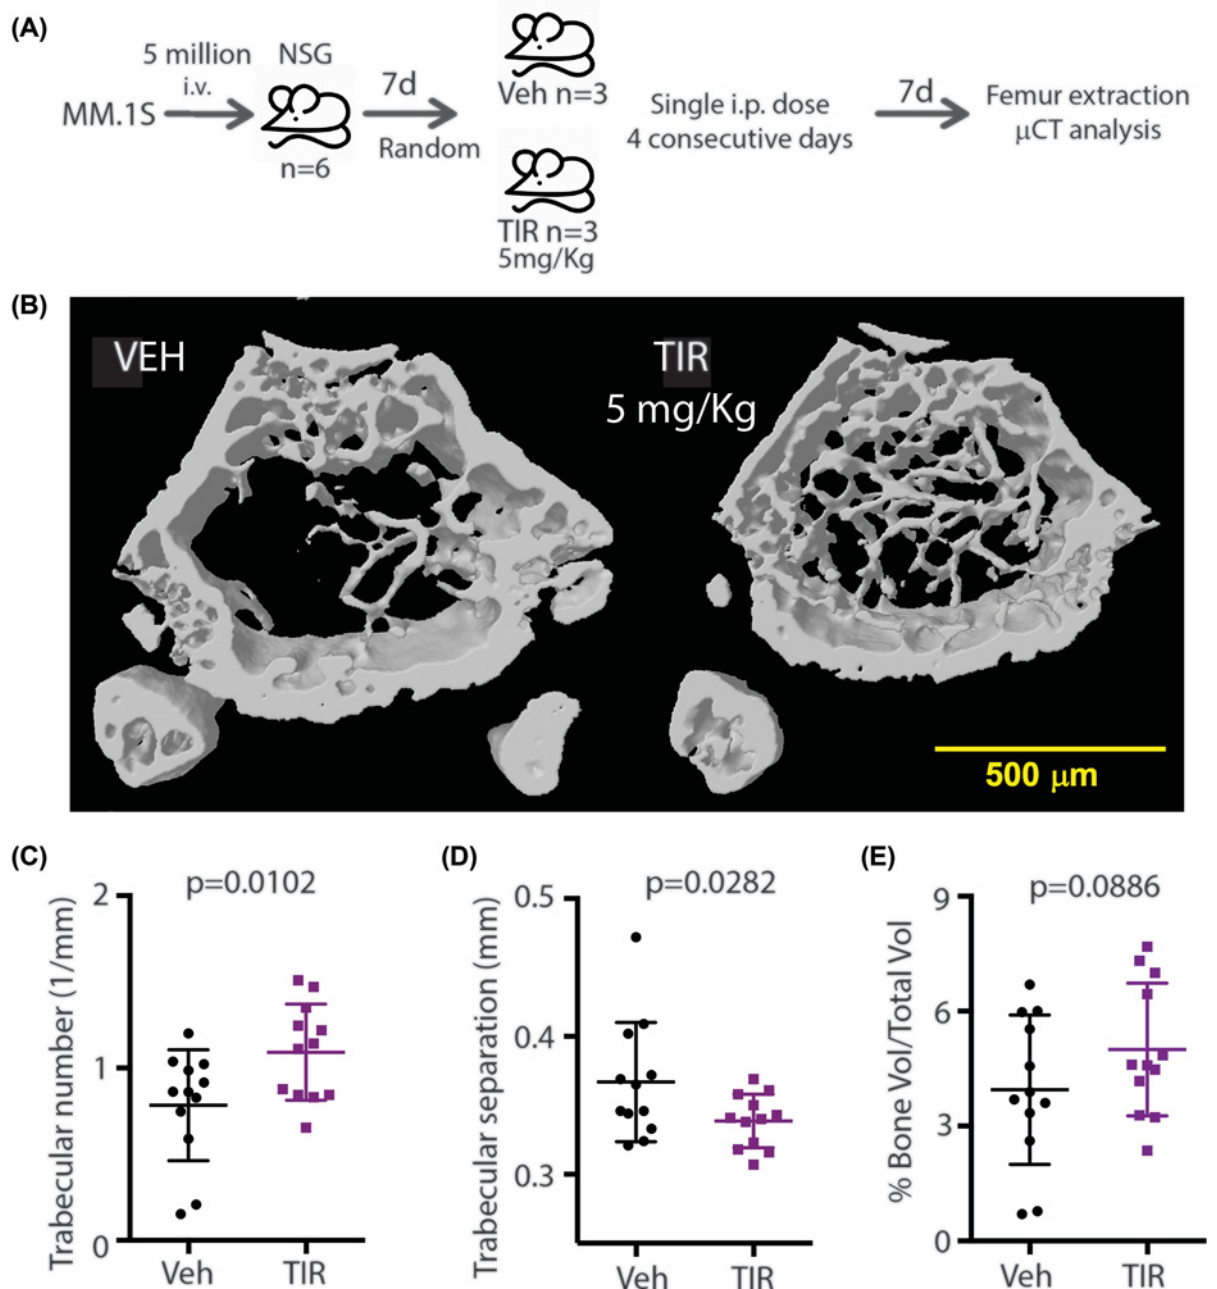 (A)
5 million
i.v.
MM.1S
NSG
n=6
7d
Random
Veh n=3
TIR n=3
5mg/Kg
Single i.p. dose
4 consecutive days
7d
Femur extraction
μCT analysis
(B)
VEH
TIR
5 mg/Kg
500 μm
(C)
p=0.0102
Trabecular number (1/mm)
2
1
0
Veh
TIR
(D)
p=0.0282
Trabecular separation (mm)
0.5
0.4
0.3
Veh
TIR
(E)
p=0.0886
% Bone Vol/Total Vol
9
6
3
0
Veh
TIR